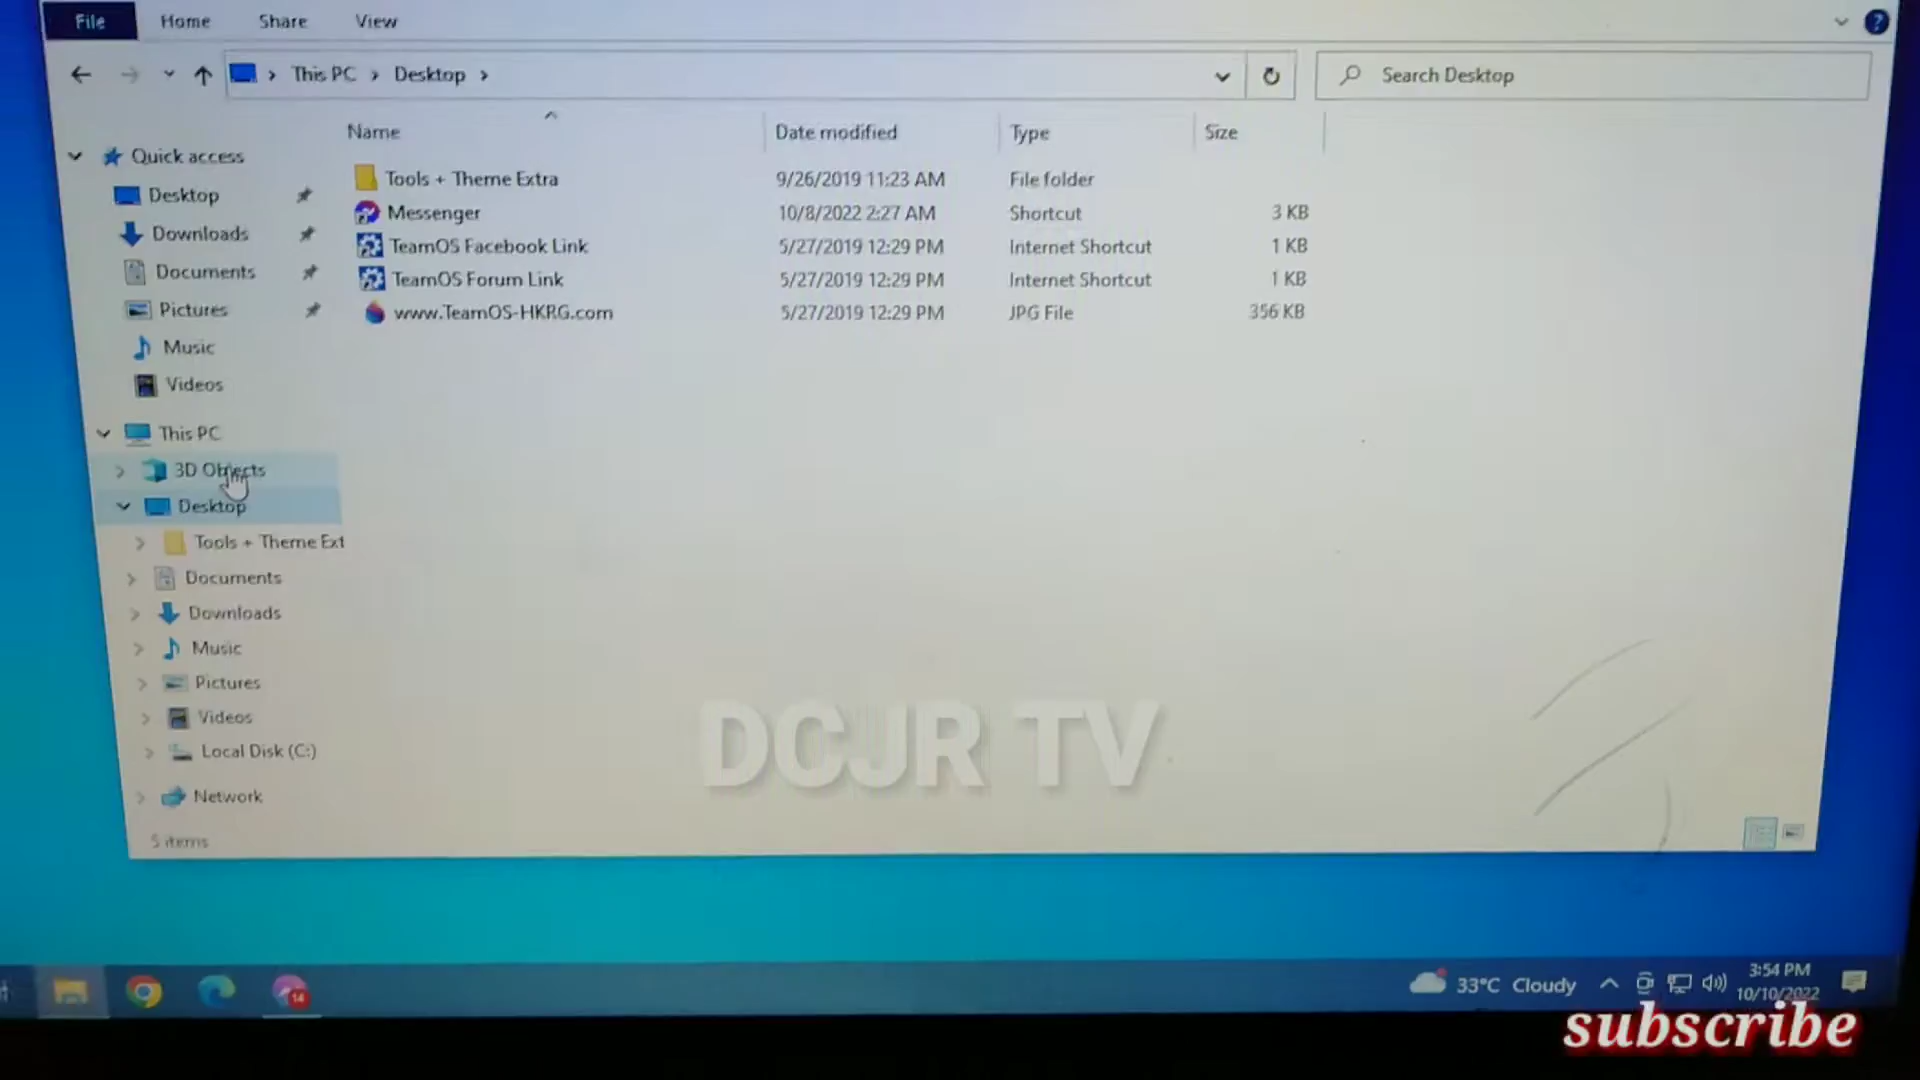 File Home Share View
This PC > Desktop >
Search Desktop
Name Date modified Type Size
Quick access
Desktop
Downloads
Documents
Pictures
Music
Videos
This PC
3D Objects
Desktop
Tools + Theme Ext
Documents
Downloads
Music
Pictures
Videos
Local Disk (C:)
Network
Tools + Theme Extra 9/26/2019 11:23 AM File folder
Messenger 10/8/2022 2:27 AM Shortcut 3 KB
TeamOS Facebook Link 5/27/2019 12:29 PM Internet Shortcut 1 KB
TeamOS Forum Link 5/27/2019 12:29 PM Internet Shortcut 1 KB
www.TeamOS-HKRG.com 5/27/2019 12:29 PM JPG File 356 KB
DCJR TV
5 items
14
33°C Cloudy
3:54 PM
10/10/2022
subscribe